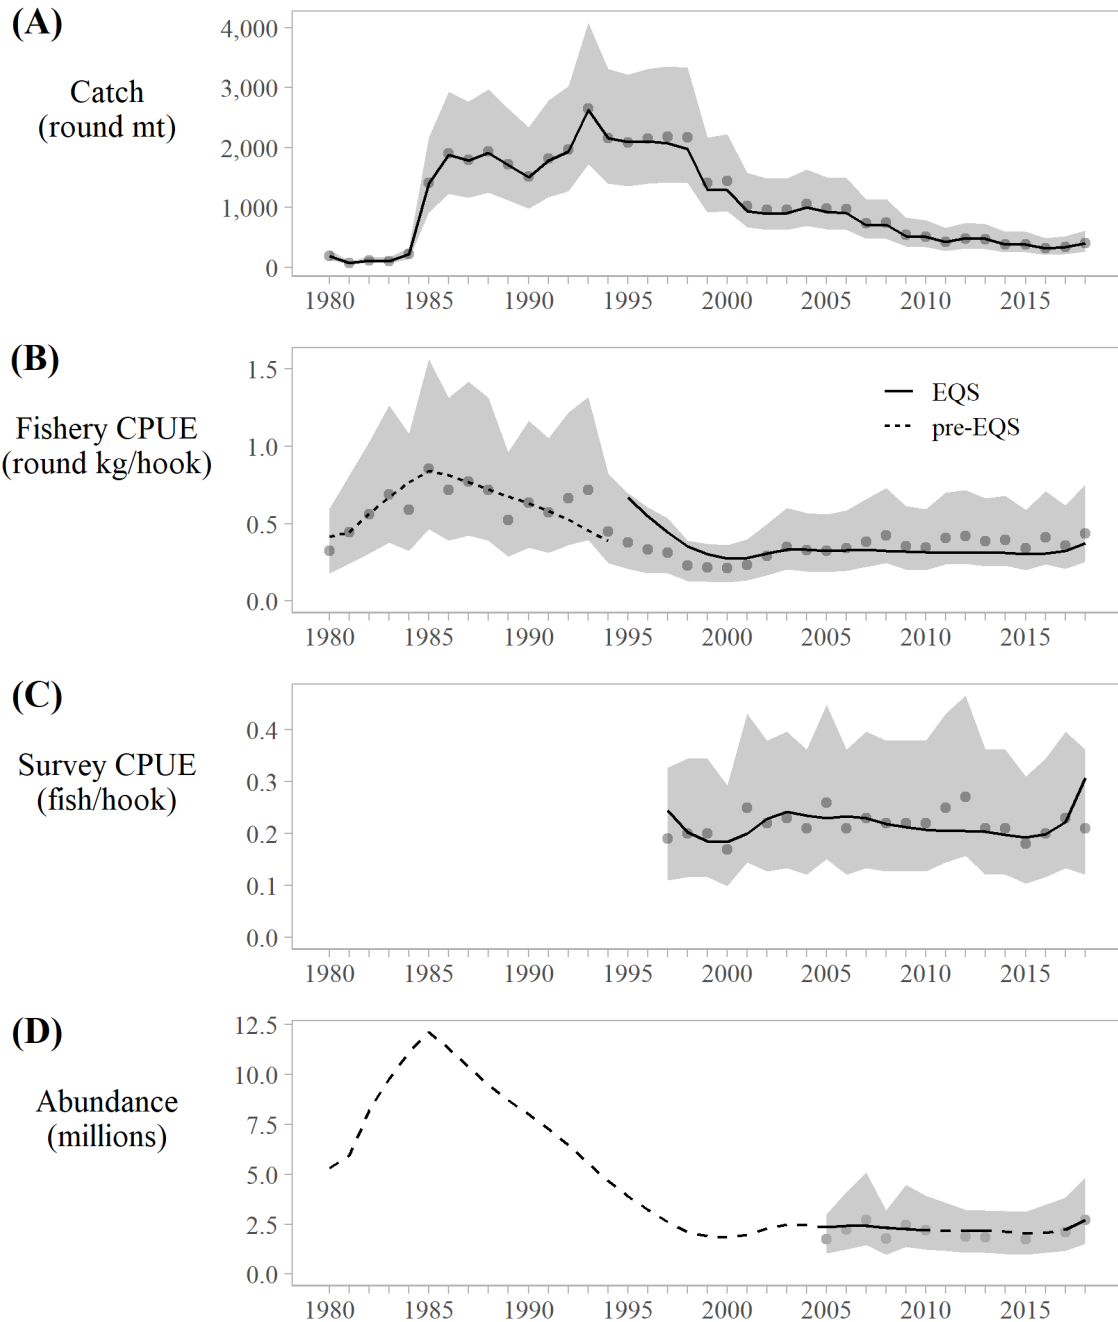 (A)
Catch
(round mt)
4,000
3,000
2,000
1,000
0
1980 1985 1990 1995 2000 2005 2010 2015
(B)
Fishery CPUE
(round kg/hook)
1.5
1.0
0.5
0.0
EQS
pre-EQS
1980 1985 1990 1995 2000 2005 2010 2015
(C)
Survey CPUE
(fish/hook)
0.4
0.3
0.2
0.1
0.0
1980 1985 1990 1995 2000 2005 2010 2015
(D)
Abundance
(millions)
12.5
10.0
7.5
5.0
2.5
0.0
1980 1985 1990 1995 2000 2005 2010 2015